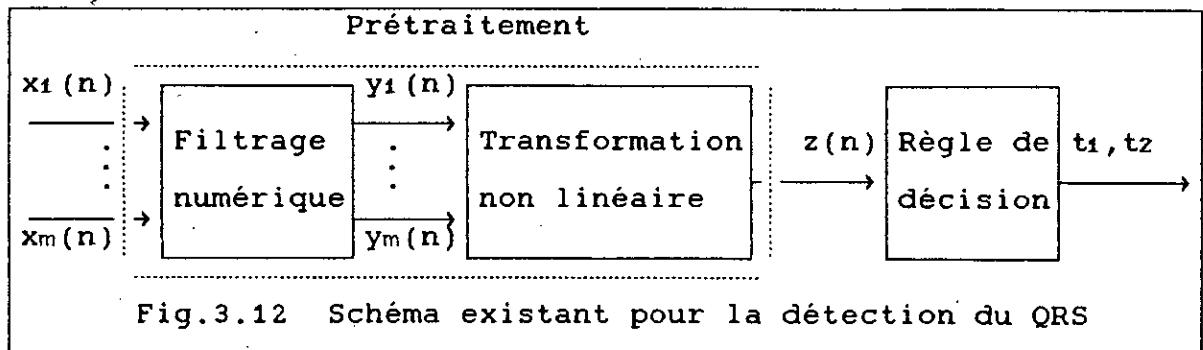 Prétraitement
x1(n) y1(n)
Filtrage numérique
Transformation non linéaire
z(n)
Règle de décision
t1,t2
xm(n) ym(n)
Fig.3.12 Schéma existant pour la détection du QRS